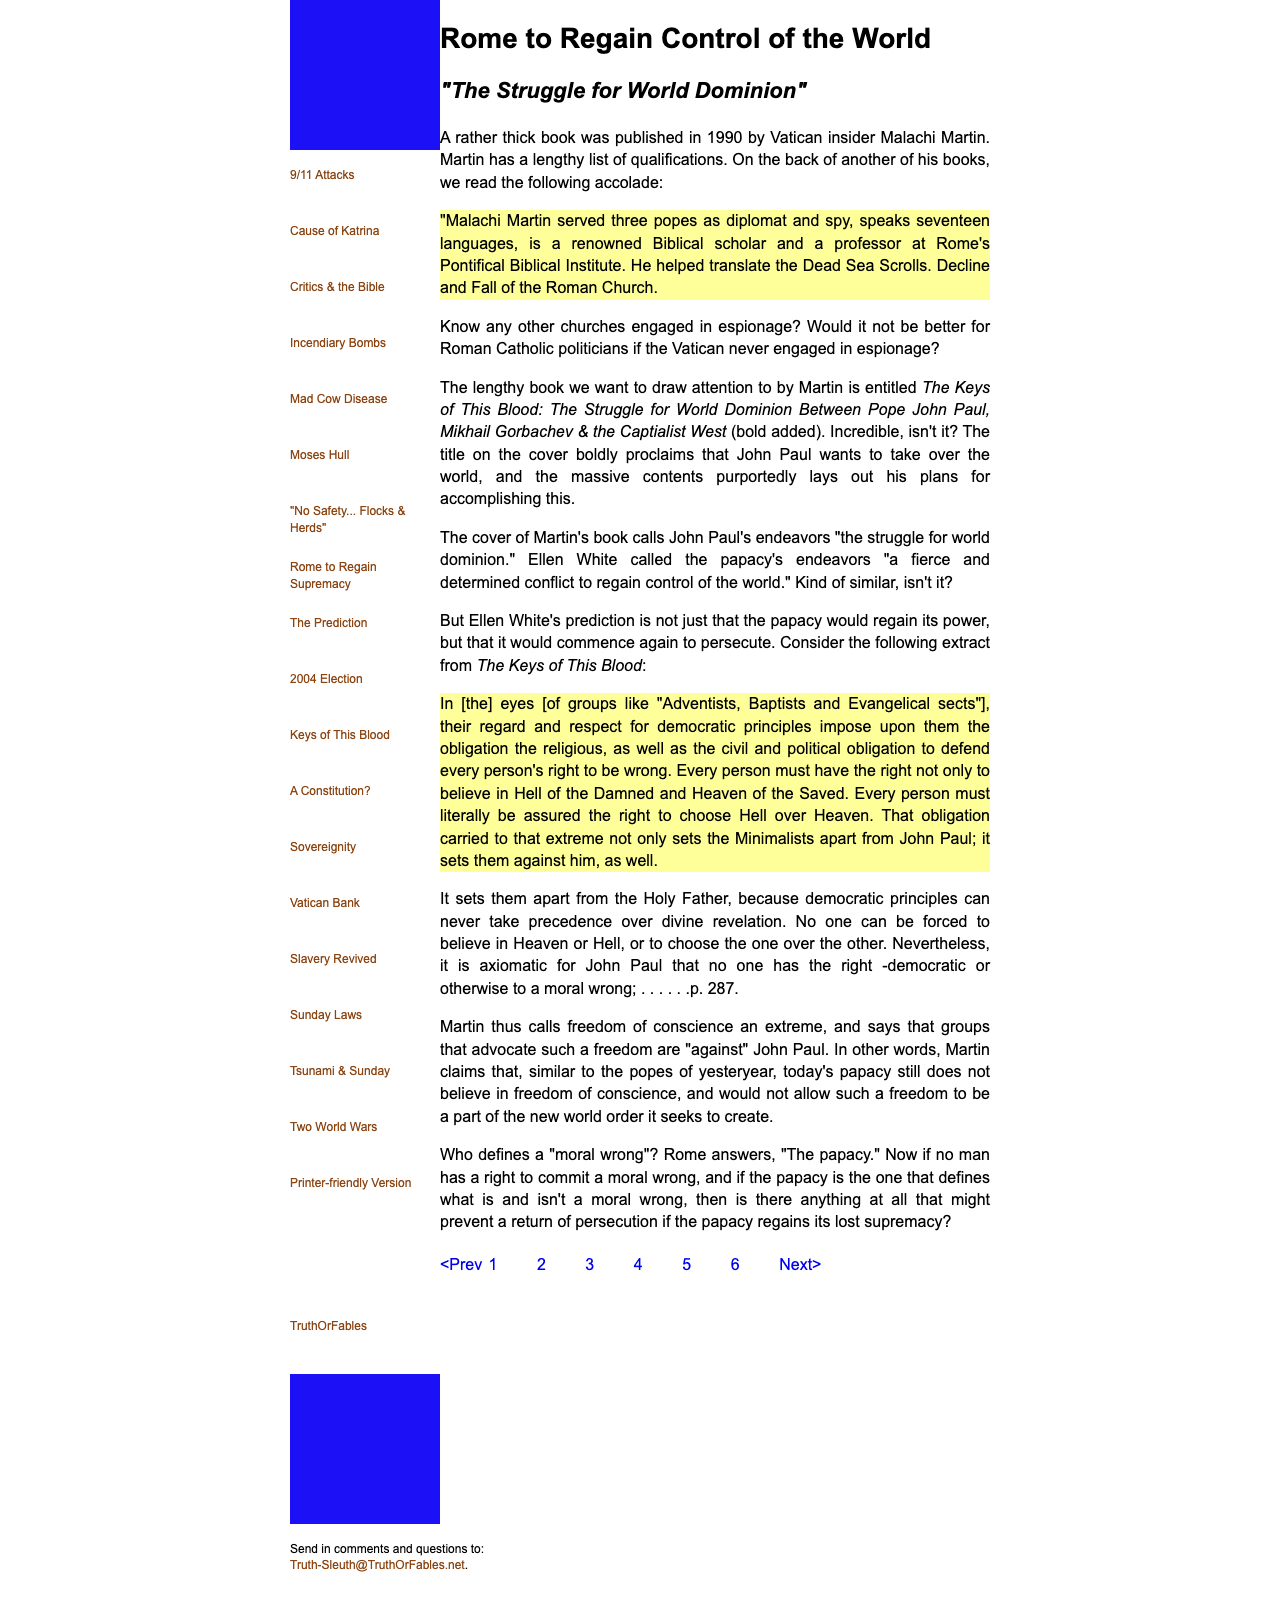 Rome to Regain Control of the World
"The Struggle for World Dominion"
A rather thick book was published in 1990 by Vatican insider Malachi Martin.
Martin has a lengthy list of qualifications. On the back of another of his books,
we read the following accolade:
"Malachi Martin served three popes as diplomat and spy, speaks seventeen
languages, is a renowned Biblical scholar and a professor at Rome's
Pontifical Biblical Institute. He helped translate the Dead Sea Scrolls. Decline
and Fall of the Roman Church.
Know any other churches engaged in espionage? Would it not be better for
Roman Catholic politicians if the Vatican never engaged in espionage?
The lengthy book we want to draw attention to by Martin is entitled The Keys
of This Blood: The Struggle for World Dominion Between Pope John Paul,
Mikhail Gorbachev & the Captialist West (bold added). Incredible, isn't it? The
title on the cover boldly proclaims that John Paul wants to take over the
world, and the massive contents purportedly lays out his plans for
accomplishing this.
The cover of Martin's book calls John Paul's endeavors "the struggle for world
dominion." Ellen White called the papacy's endeavors "a fierce and
determined conflict to regain control of the world." Kind of similar, isn't it?
But Ellen White's prediction is not just that the papacy would regain its power,
but that it would commence again to persecute. Consider the following extract
from The Keys of This Blood:
In [the] eyes [of groups like "Adventists, Baptists and Evangelical sects"],
their regard and respect for democratic principles impose upon them the
obligation the religious, as well as the civil and political obligation to defend
every person's right to be wrong. Every person must have the right not only to
believe in Hell of the Damned and Heaven of the Saved. Every person must
literally be assured the right to choose Hell over Heaven. That obligation
carried to that extreme not only sets the Minimalists apart from John Paul; it
sets them against him, as well.
It sets them apart from the Holy Father, because democratic principles can
never take precedence over divine revelation. No one can be forced to
believe in Heaven or Hell, or to choose the one over the other. Nevertheless,
it is axiomatic for John Paul that no one has the right -democratic or
otherwise to a moral wrong; . . . . . .p. 287.
Martin thus calls freedom of conscience an extreme, and says that groups
that advocate such a freedom are "against" John Paul. In other words, Martin
claims that, similar to the popes of yesteryear, today's papacy still does not
believe in freedom of conscience, and would not allow such a freedom to be
a part of the new world order it seeks to create.
Who defines a "moral wrong"? Rome answers, "The papacy." Now if no man
has a right to commit a moral wrong, and if the papacy is the one that defines
what is and isn't a moral wrong, then is there anything at all that might
prevent a return of persecution if the papacy regains its lost supremacy?
<Prev 1 2 3 4 5 6 Next>
9/11 Attacks
Cause of Katrina
Critics & the Bible
Incendiary Bombs
Mad Cow Disease
Moses Hull
"No Safety... Flocks &
Herds"
Rome to Regain
Supremacy
The Prediction
2004 Election
Keys of This Blood
A Constitution?
Sovereignity
Vatican Bank
Slavery Revived
Sunday Laws
Tsunami & Sunday
Two World Wars
Printer-friendly Version
TruthOrFables
Send in comments and questions to:
Truth-Sleuth@TruthOrFables.net.